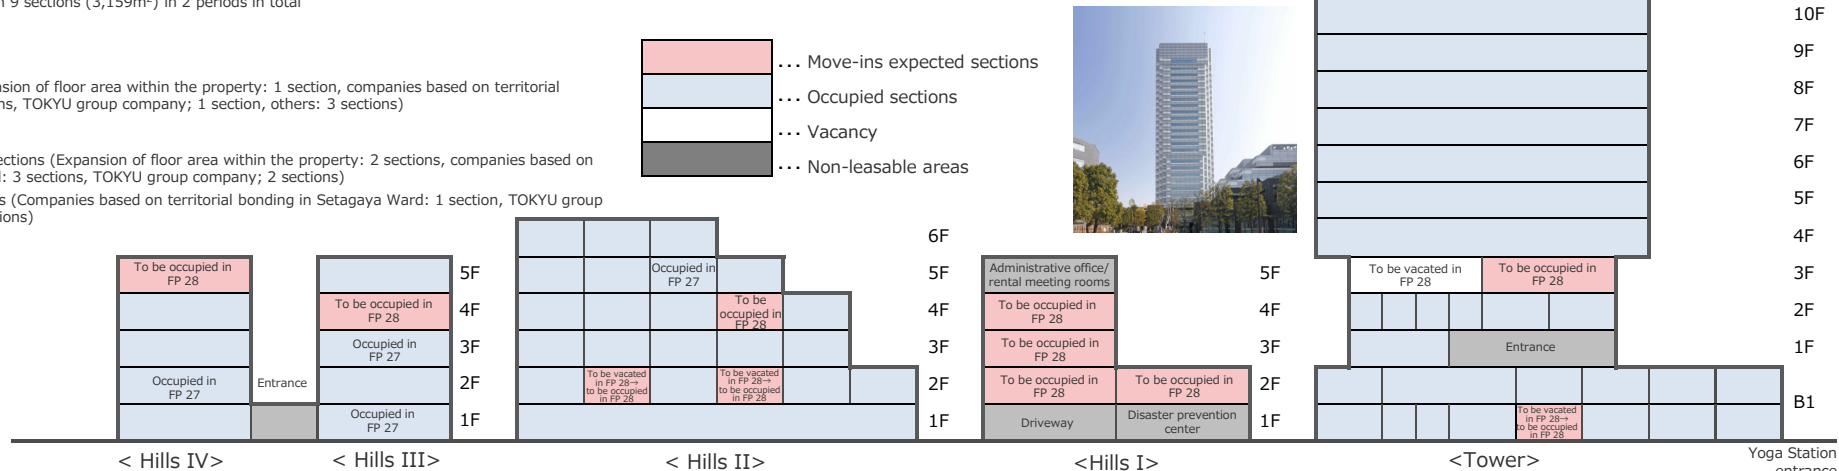 n 9 sections (3,159m²) in 2 periods in total
nsion of floor area within the property: 1 section, companies based on territorial
ns, TOKYU group company; 1 section, others: 3 sections)
ections (Expansion of floor area within the property: 2 sections, companies based on
l: 3 sections, TOKYU group company; 2 sections)
s (Companies based on territorial bonding in Setagaya Ward: 1 section, TOKYU group
ions)
... Move-ins expected sections
... Occupied sections
... Vacancy
... Non-leasable areas
To be occupied in
FP 28
Occupied in
FP 27
Entrance
< Hills IV>
To be occupied in
FP 28
Occupied in
FP 27
Occupied in
FP 27
5F
4F
3F
2F
1F
< Hills III>
Occupied in
FP 27
To be
occupied in
FP 28
To be vacated
in FP 28→
to be occupied
in FP 28
To be vacated
in FP 28→
to be occupied
in FP 28
6F
5F
4F
3F
2F
1F
< Hills II>
Administrative office/
rental meeting rooms
To be occupied in
FP 28
To be occupied in
FP 28
To be occupied in
FP 28
To be occupied in
FP 28
Driveway
Disaster prevention
center
5F
4F
3F
2F
1F
<Hills I>
To be vacated in
FP 28
To be occupied in
FP 28
Entrance
To be vacated
in FP 28→
to be occupied
in FP 28
10F
9F
8F
7F
6F
5F
4F
3F
2F
1F
B1
<Tower>
Yoga Station
entrance